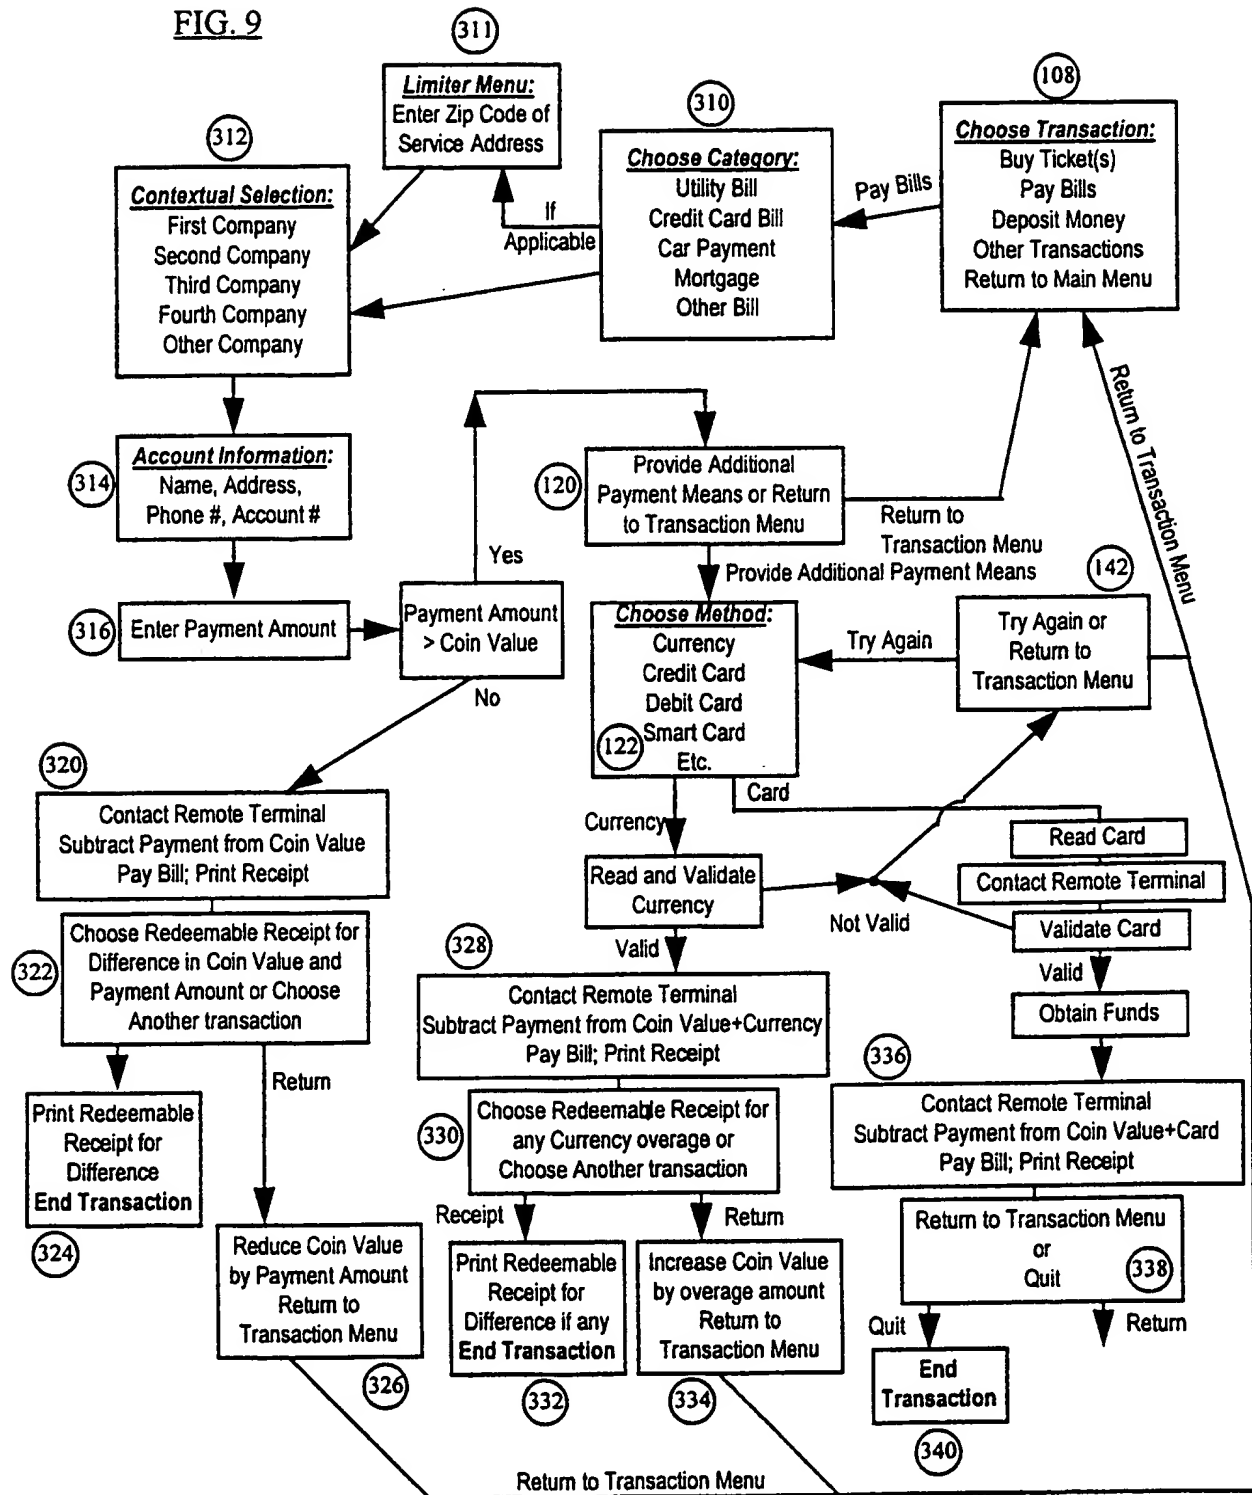 FIG. 9
311
Limiter Menu:
Enter Zip Code of
Service Address
312
Contextual Selection:
First Company
Second Company
Third Company
Fourth Company
Other Company
310
Choose Category:
Utility Bill
Credit Card Bill
Car Payment
Mortgage
Other Bill
If
Applicable
108
Choose Transaction:
Buy Ticket(s)
Pay Bills
Deposit Money
Other Transactions
Return to Main Menu
Pay Bills
314
Account Information:
Name, Address,
Phone #, Account #
316
Enter Payment Amount
Payment Amount
> Coin Value
Yes
No
120
Provide Additional
Payment Means or Return
to Transaction Menu
Return to
Transaction Menu
Provide Additional Payment Means
Return to Transaction Menu
142
Try Again or
Return to
Transaction Menu
Try Again
Choose Method:
Currency
Credit Card
Debit Card
Smart Card
Etc.
122
Card
Currency
Read and Validate
Currency
Not Valid
Valid
Read Card
Contact Remote Terminal
Validate Card
Valid
Obtain Funds
320
Contact Remote Terminal
Subtract Payment from Coin Value
Pay Bill; Print Receipt
322
Choose Redeemable Receipt for
Difference in Coin Value and
Payment Amount or Choose
Another transaction
Return
Print Redeemable
Receipt for
Difference
End Transaction
324
Reduce Coin Value
by Payment Amount
Return to
Transaction Menu
326
328
Contact Remote Terminal
Subtract Payment from Coin Value+Currency
Pay Bill; Print Receipt
330
Choose Redeemable Receipt for
any Currency overage or
Choose Another transaction
Receipt
Return
Print Redeemable
Receipt for
Difference if any
End Transaction
332
Increase Coin Value
by overage amount
Return to
Transaction Menu
334
336
Contact Remote Terminal
Subtract Payment from Coin Value+Card
Pay Bill; Print Receipt
Return to Transaction Menu
or
Quit
338
Quit
Return
End
Transaction
340
Return to Transaction Menu